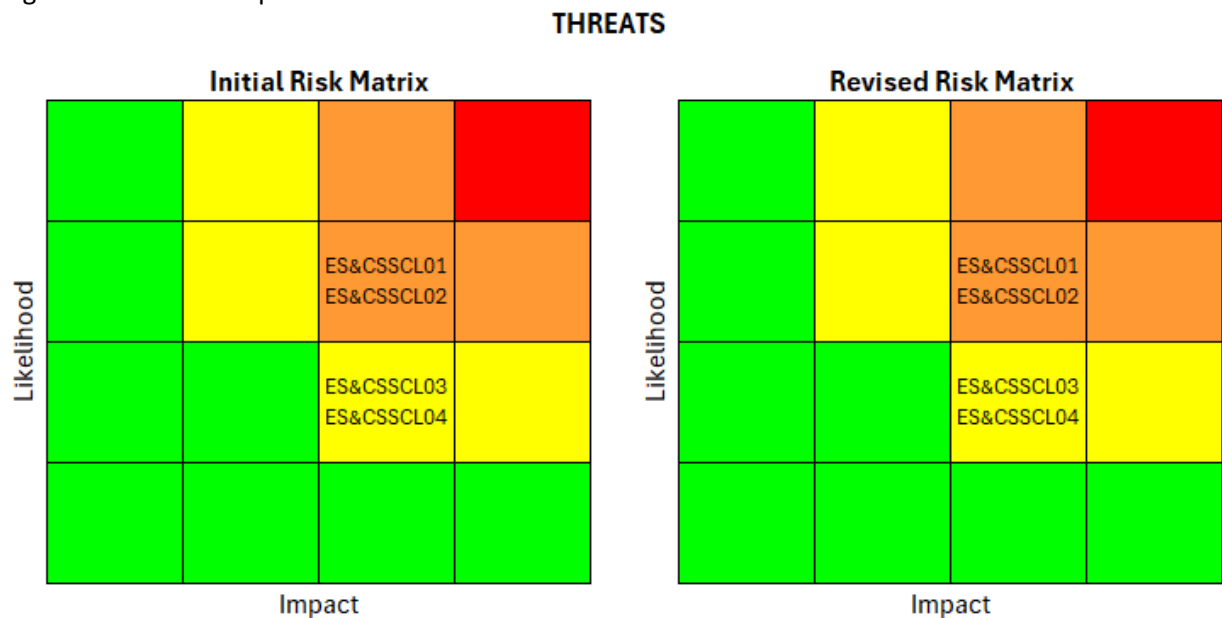 THREATS
Initial Risk Matrix
Likelihood
ES&CSSCL01
ES&CSSCL02
ES&CSSCL03
ES&CSSCL04
Impact
Revised Risk Matrix
Likelihood
ES&CSSCL01
ES&CSSCL02
ES&CSSCL03
ES&CSSCL04
Impact